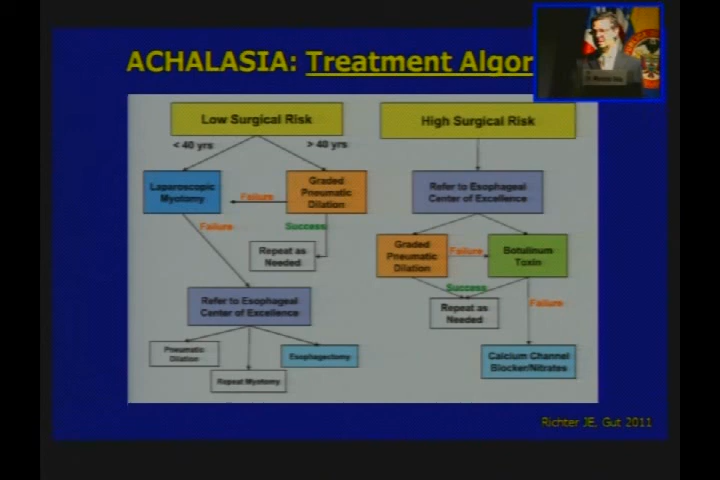 ACHALASIA: Treatment Algor
Low Surgical Risk
High Surgical Risk
< 40 yrs
> 40 yrs
Laparoscopic
Myotomy
Failure
Graded
Pneumatic
Dilation
Refer to Esophageal
Center of Excellence
Failure
Success
Repeat as
Needed
Graded
Pneumatic
Dilation
Failure
Botulinum
Toxin
Success
Repeat as
Needed
Failure
Refer to Esophageal
Center of Excellence
Pneumatic
Dilation
Repeat Myotomy
Esophagectomy
Calcium Channel
Blocker/Nitrates
Richter JE, Gut 2011